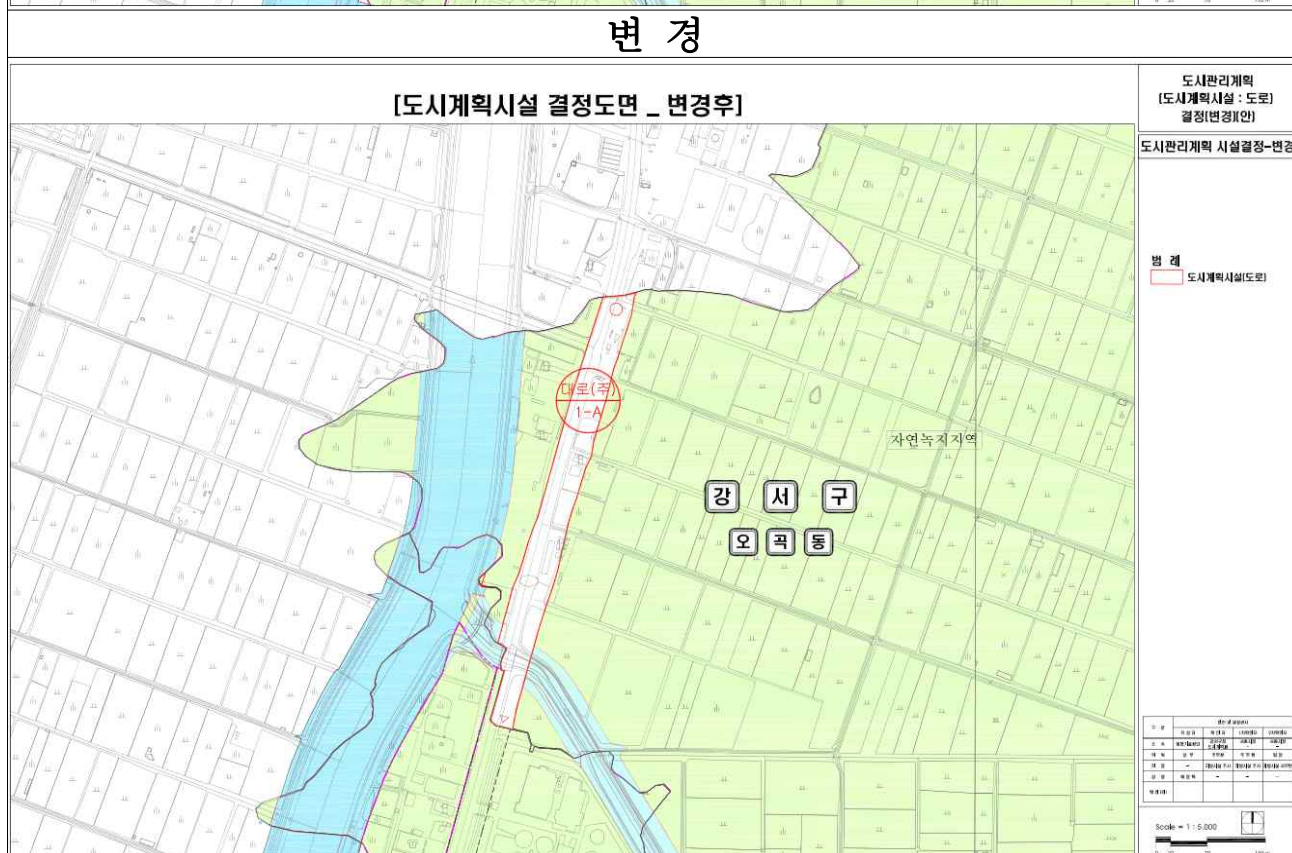 변 경
[도시계획시설 결정도면 _ 변경후]
도시관리계획
(도시계획시설 : 도로)
결정(변경)(안)
도시관리계획 시설결정-변경
범 례
도시계획시설(도로)
대로(주)
1-A
자연녹지지역
강 서 구
오 곡 동
Scale = 1 : 5,000